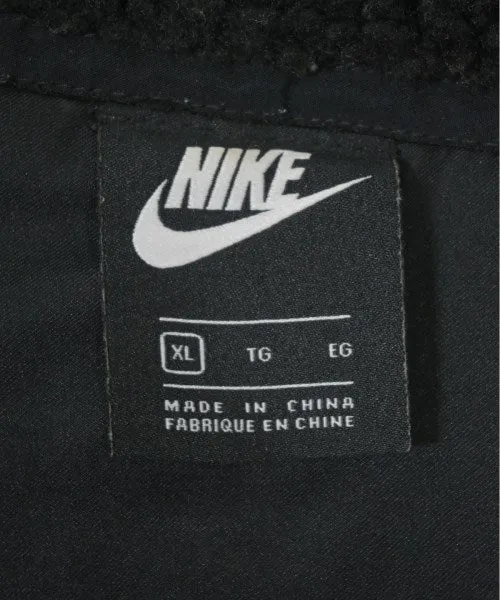 NIKE
XL TG EG
MADE IN CHINA
FABRIQUE EN CHINE